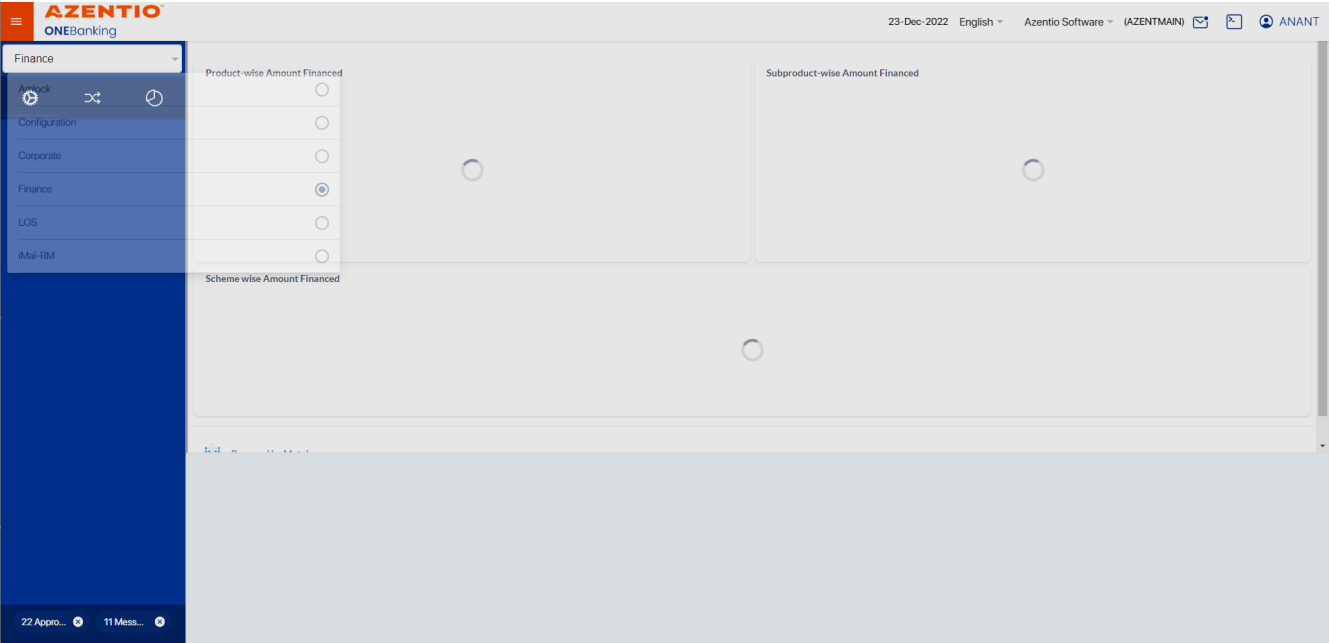 AZENTIO
ONEBanking
23-Dec-2022 English Azentio Software (AZENTMAIN) ANANT
Finance
Product-wise Amount Financed
Subproduct-wise Amount Financed
Amlock
Configuration
Corporate
Finance
LOS
iMal-RM
Scheme wise Amount Financed
22 Appro...
11 Mess...